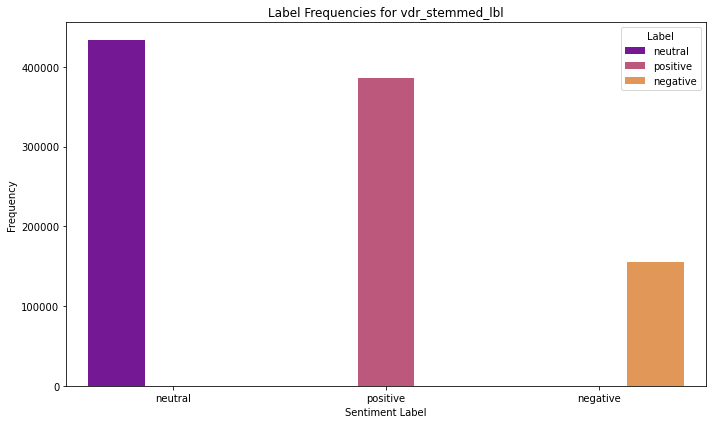 Label Frequencies for vdr_stemmed_lbl
Label
neutral
positive
negative
400000
300000
200000
100000
0
Frequency
neutral positive negative
Sentiment Label